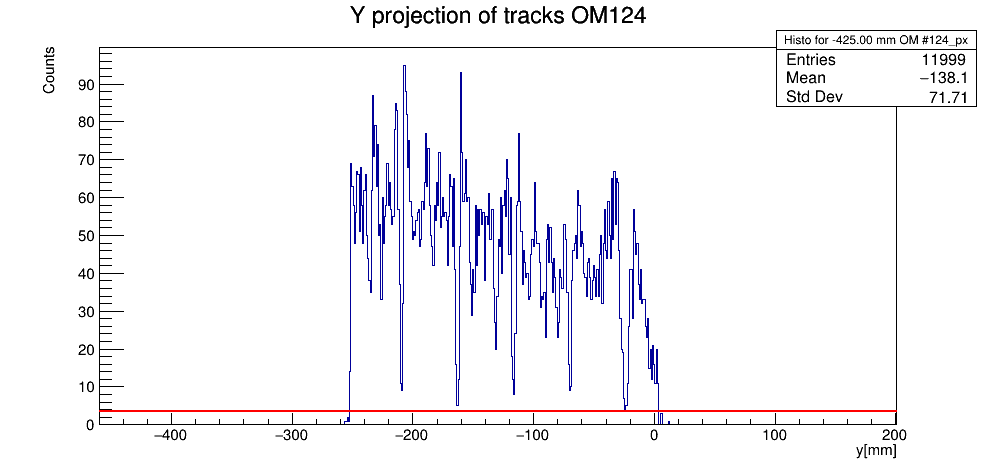 Y projection of tracks OM124
Histo for -425.00 mm OM #124_px
Entries 11999
Mean −138.1
Std Dev 71.71
Counts
90
80
70
60
50
40
30
20
10
0
−400 −300 −200 −100 0 100 200
y[mm]